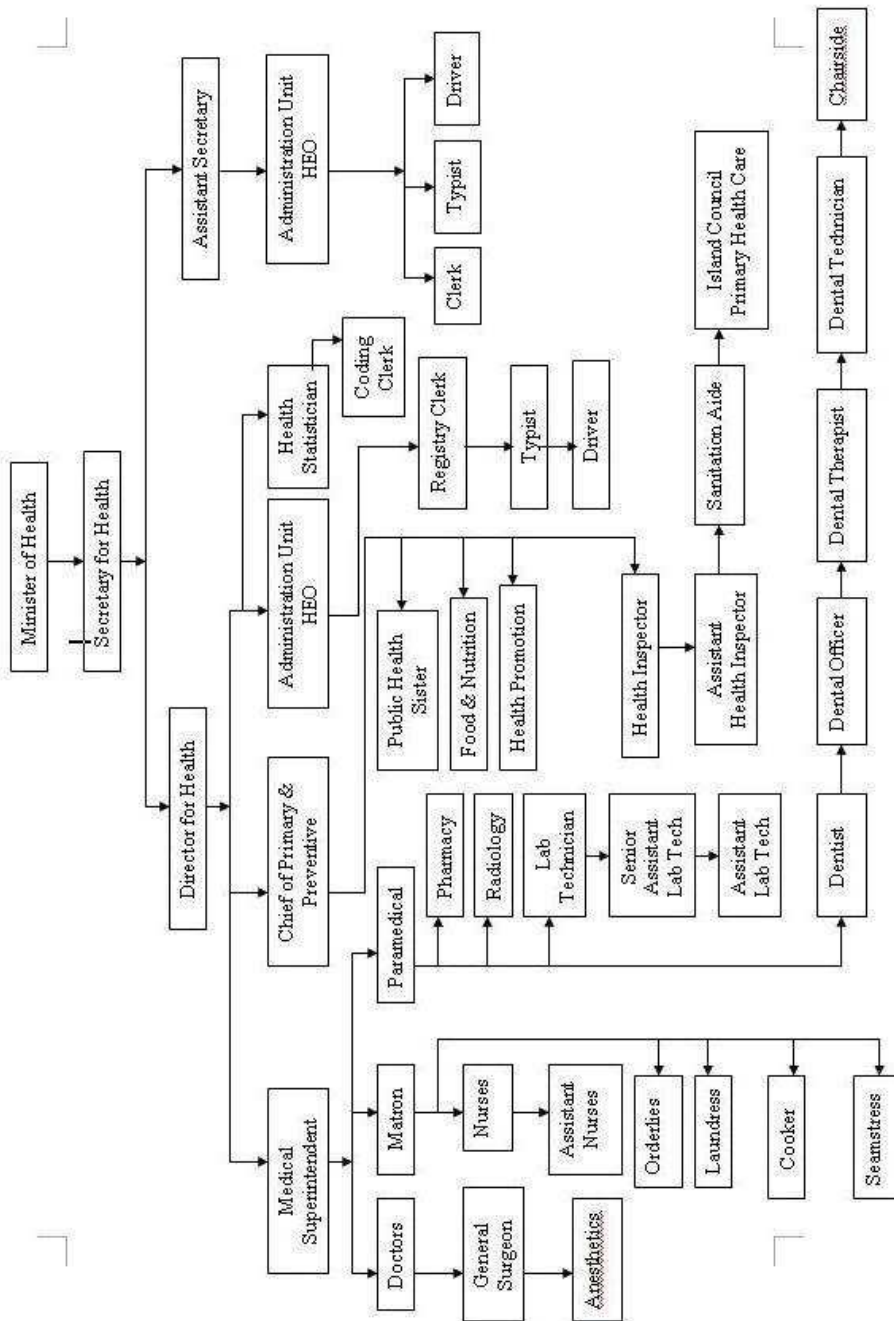 Minister of Health
Secretary for Health
Director for Health
Assistant Secretary
Medical
Superintendent
Chief of Primary &
Preventive
Administration Unit
HEO
Health
Statistician
Administration Unit
HEO
Coding
Clerk
Doctors
Matron
Paramedical
Public Health
Sister
Registry Clerk
Clerk
Typist
Driver
General
Surgeon
Nurses
Pharmacy
Food & Nutrition
Typist
Radiology
Health Promotion
Driver
Anesthetics
Assistant
Nurses
Lab
Technician
Orderlies
Senior
Assistant
Lab Tech
Health Inspector
Laundress
Assistant
Lab Tech
Assistant
Health Inspector
Sanitation Aide
Island Council
Primary Health Care
Cooker
Seamstress
Dentist
Dental Officer
Dental Therapist
Dental Technician
Chairside